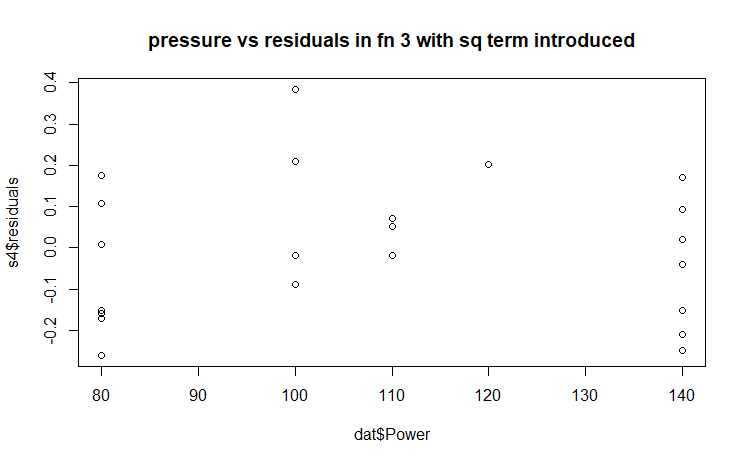 pressure vs residuals in fn 3 with sq term introduced
0.4
0.3
0.2
0.1
0.0
-0.1
-0.2
s4$residuals
80 90 100 110 120 130 140
dat$Power